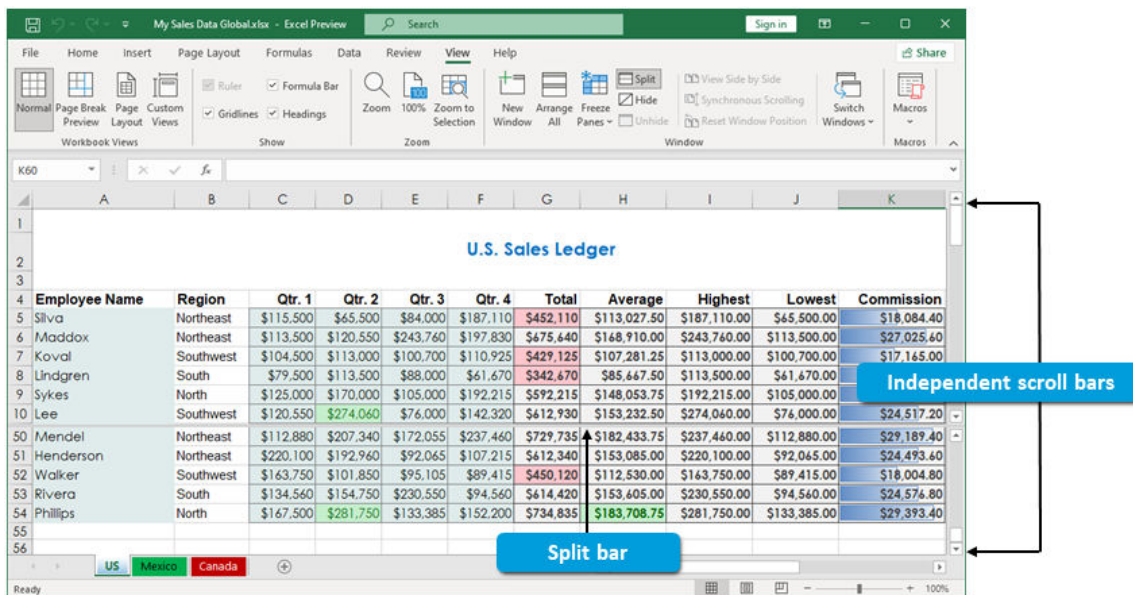 My Sales Data Global.xlsx - Excel Preview Search Sign in
File Home Insert Page Layout Formulas Data Review View Help Share
Normal Page Break Preview Page Layout Custom Views
Workbook Views
Ruler Formula Bar
Gridlines Headings
Show
Zoom 100% Zoom to Selection
Zoom
New Window Arrange All Freeze Panes
Split
Hide
Unhide
View Side by Side
Synchronous Scrolling
Reset Window Position
Switch Windows
Window
Macros
Macros
K60 fx
A B C D E F G H I J K
1
2 U.S. Sales Ledger
3
4 Employee Name Region Qtr. 1 Qtr. 2 Qtr. 3 Qtr. 4 Total Average Highest Lowest Commission
5 Silva Northeast $115,500 $65,500 $84,000 $187,110 $452,110 $113,027.50 $187,110.00 $65,500.00 $18,084.40
6 Maddox Northeast $113,500 $120,550 $243,760 $197,830 $675,640 $168,910.00 $243,760.00 $113,500.00 $27,025.60
7 Koval Southwest $104,500 $113,000 $100,700 $110,925 $429,125 $107,281.25 $113,000.00 $100,700.00 $17,165.00
8 Lindgren South $79,500 $113,500 $88,000 $61,670 $342,670 $85,667.50 $113,500.00 $61,670.00
9 Sykes North $125,000 $170,000 $105,000 $192,215 $592,215 $148,053.75 $192,215.00 $105,000.00
10 Lee Southwest $120,550 $274,060 $76,000 $142,320 $612,930 $153,232.50 $274,060.00 $76,000.00 $24,517.20
50 Mendel Northeast $112,880 $207,340 $172,055 $237,460 $729,735 $182,433.75 $237,460.00 $112,880.00 $29,189.40
51 Henderson Northeast $220,100 $192,960 $92,065 $107,215 $612,340 $153,085.00 $220,100.00 $92,065.00 $24,493.60
52 Walker Southwest $163,750 $101,850 $95,105 $89,415 $450,120 $112,530.00 $163,750.00 $89,415.00 $18,004.80
53 Rivera South $134,560 $154,750 $230,550 $94,560 $614,420 $153,605.00 $230,550.00 $94,560.00 $24,576.80
54 Phillips North $167,500 $281,750 $133,385 $152,200 $734,835 $183,708.75 $281,750.00 $133,385.00 $29,393.40
55
56
Independent scroll bars
Split bar
US Mexico Canada
Ready 100%